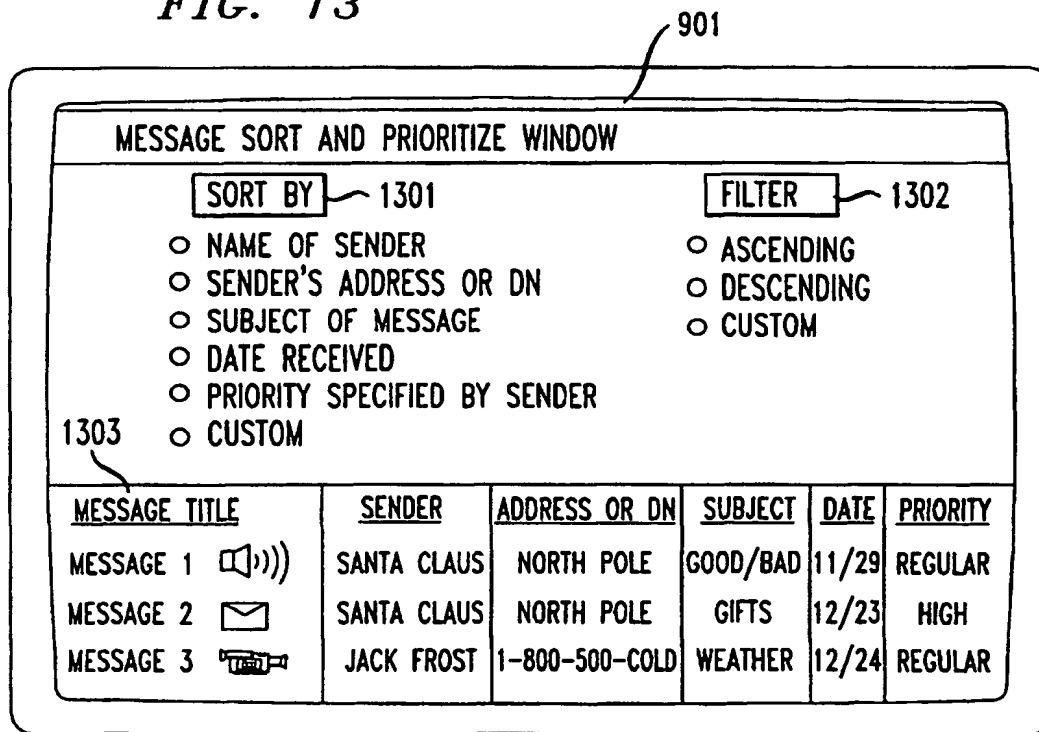 FIG. 13
901
MESSAGE SORT AND PRIORITIZE WINDOW
SORT BY 1301
FILTER 1302
NAME OF SENDER
SENDER'S ADDRESS OR DN
SUBJECT OF MESSAGE
DATE RECEIVED
PRIORITY SPECIFIED BY SENDER
CUSTOM
ASCENDING
DESCENDING
CUSTOM
1303
MESSAGE TITLE SENDER ADDRESS OR DN SUBJECT DATE PRIORITY
MESSAGE 1 SANTA CLAUS NORTH POLE GOOD/BAD 11/29 REGULAR
MESSAGE 2 SANTA CLAUS NORTH POLE GIFTS 12/23 HIGH
MESSAGE 3 JACK FROST 1-800-500-COLD WEATHER 12/24 REGULAR